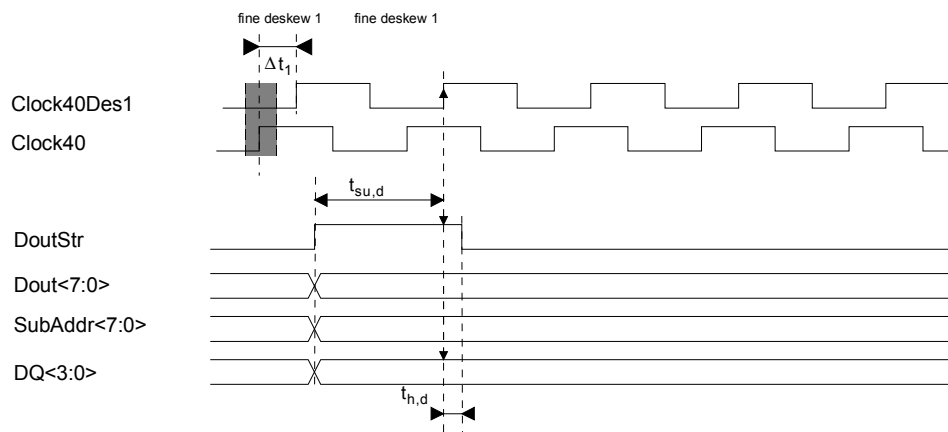 fine deskew 1 fine deskew 1
Δt1
Clock40Des1
Clock40
tsu,d
DoutStr
Dout<7:0>
SubAddr<7:0>
DQ<3:0>
th,d